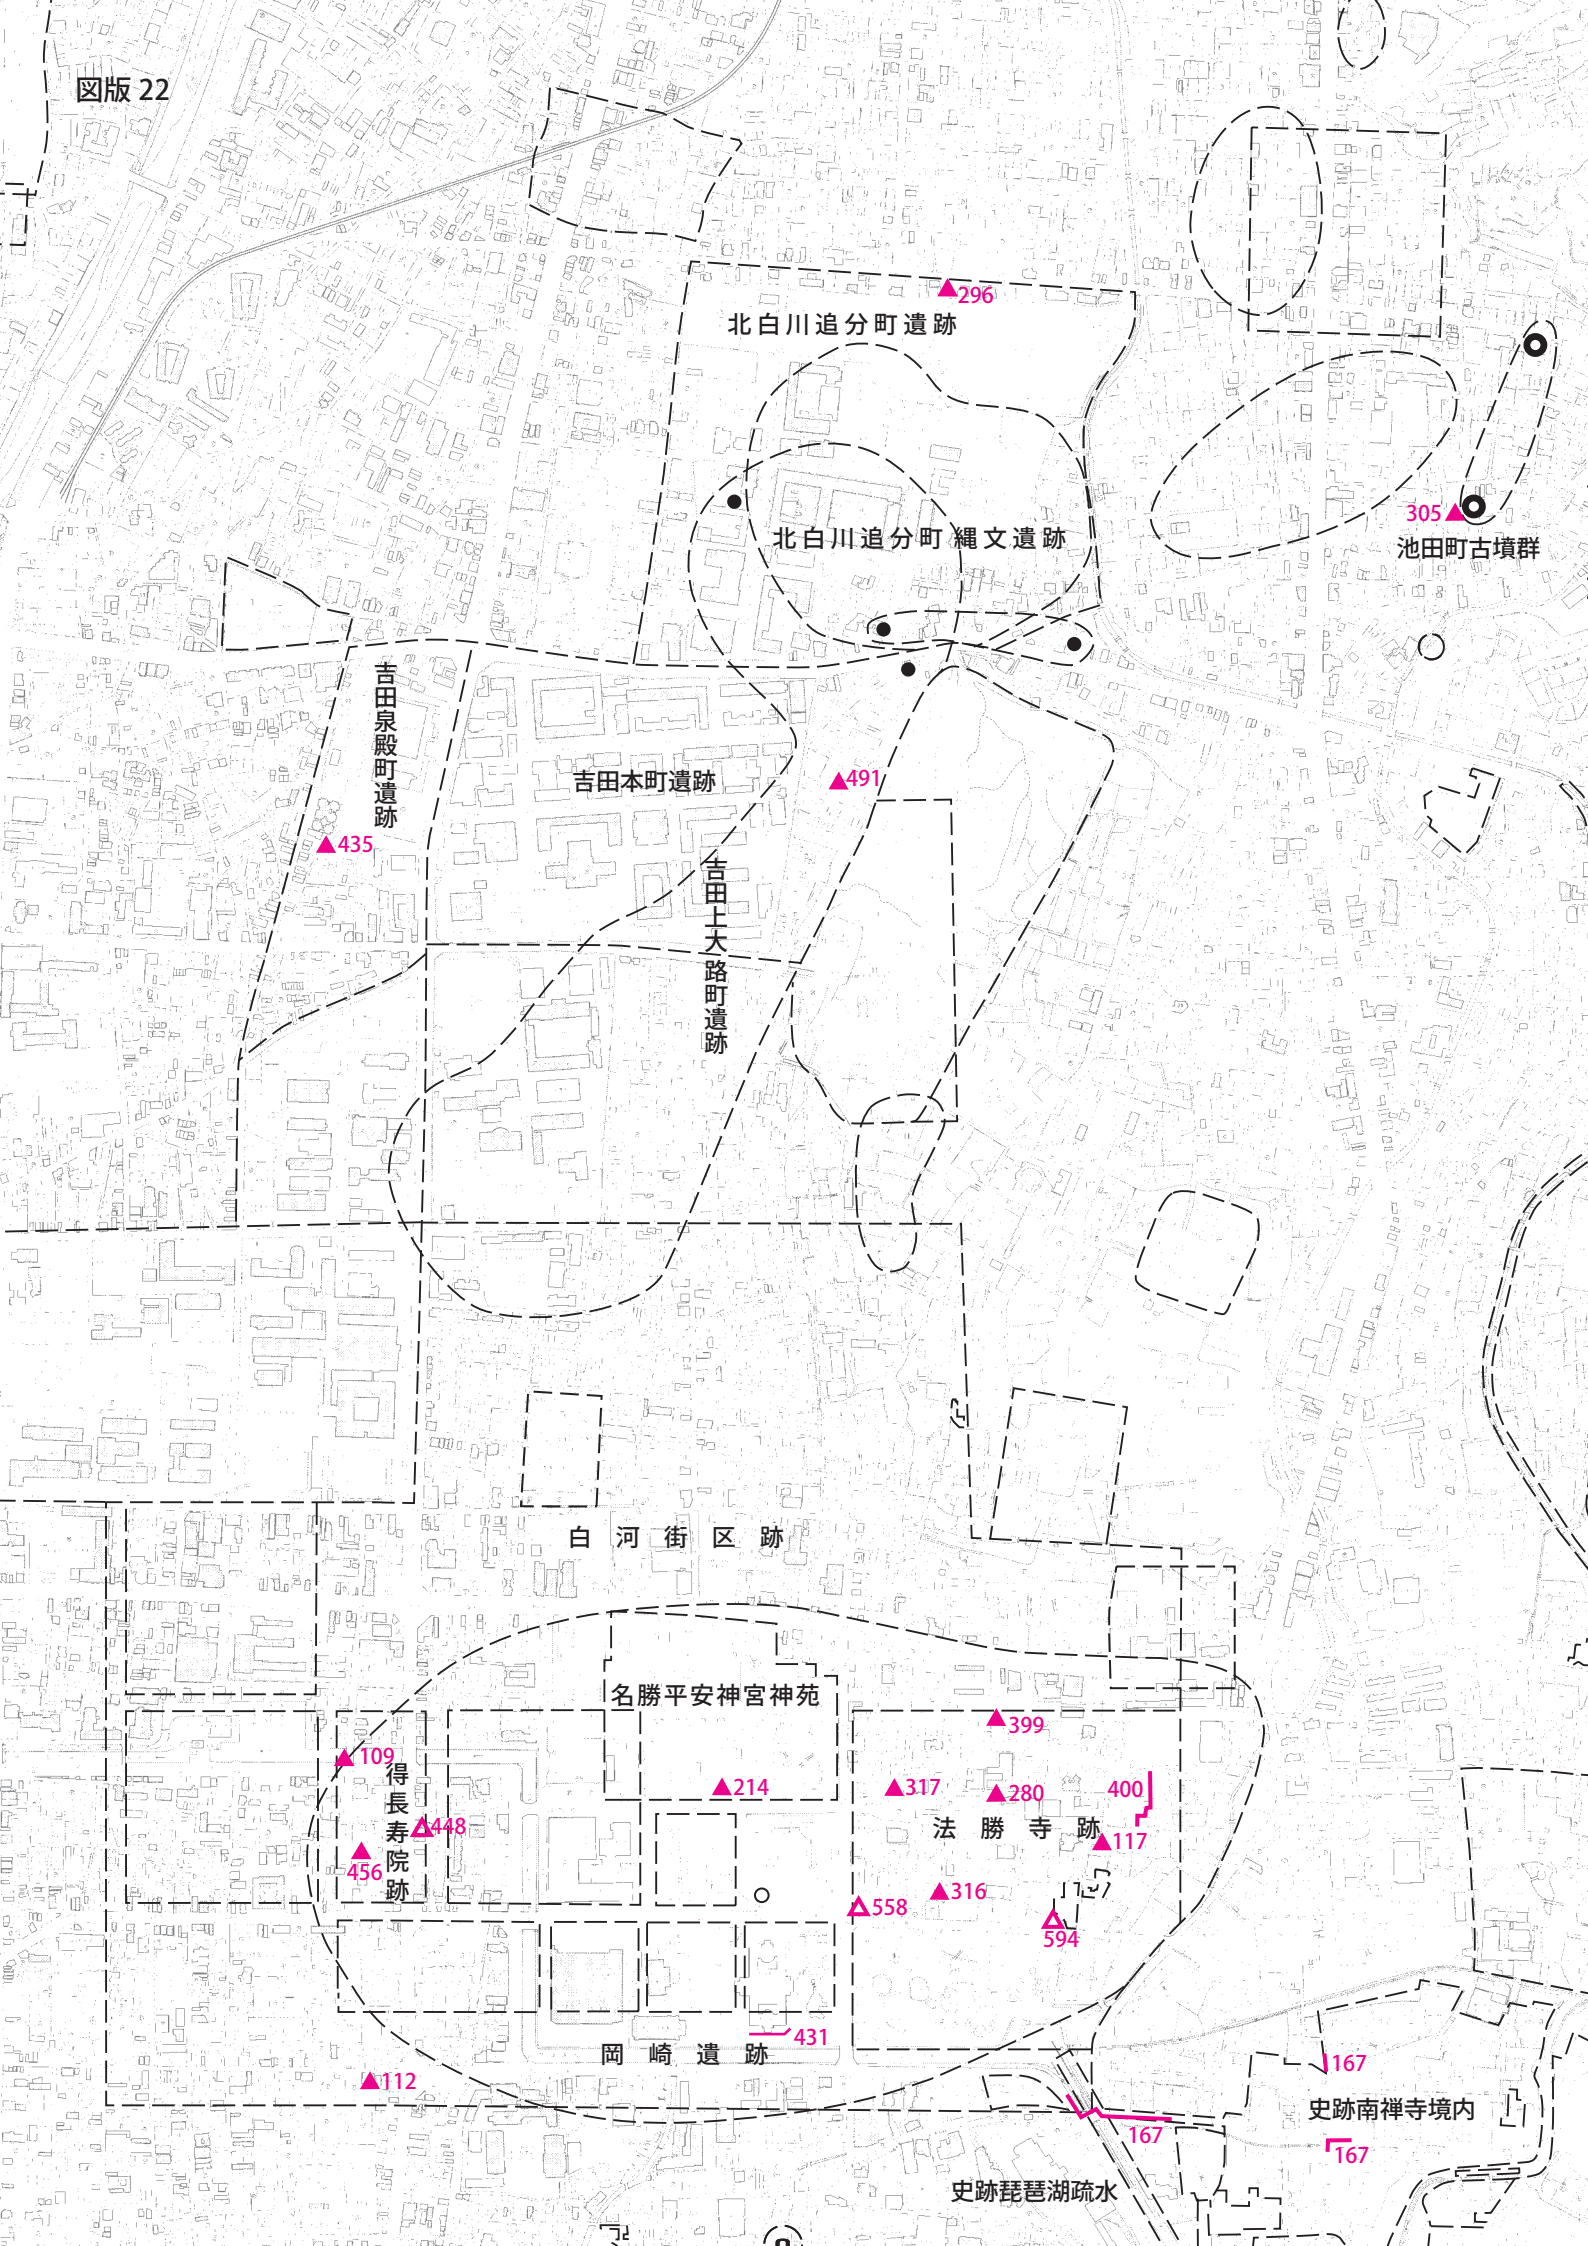 図版 22
296
北白川追分町遺跡
305
池田町古墳群
北白川追分町 縄文遺跡
吉田泉殿町遺跡
吉田本町遺跡
491
435
吉田上大路町遺跡
白河街区跡
名勝平安神宮神苑
399
109
得長寿院跡
214
317
280
400
法勝寺跡
117
448
456
316
558
594
431
岡崎遺跡
112
167
史跡南禅寺境内
167
167
史跡琵琶湖疏水